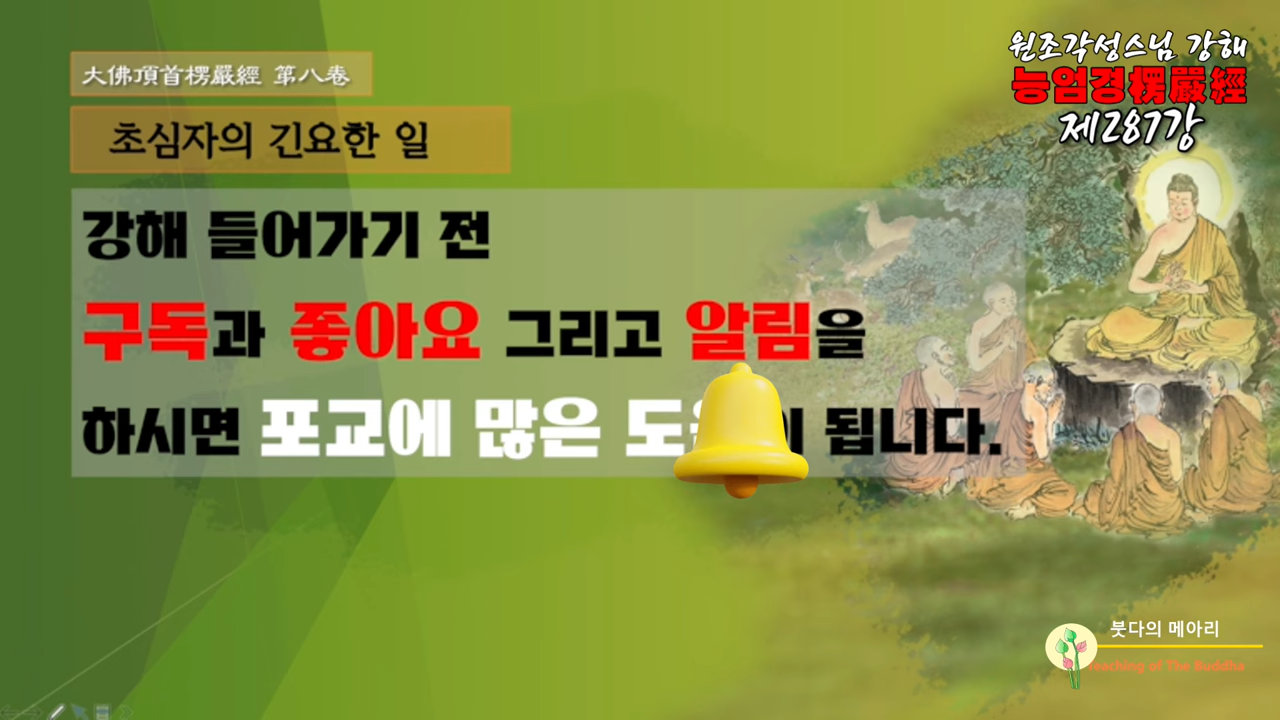 大佛頂首楞嚴經 第八卷
초심자의 긴요한 일
강해 들어가기 전
구독과 좋아요 그리고 알림을
하시면 포교에 많은 됩니다.
원조각성스님 강해
능엄경楞嚴經
제287강
붓다의 메아리
Teaching of The Buddha